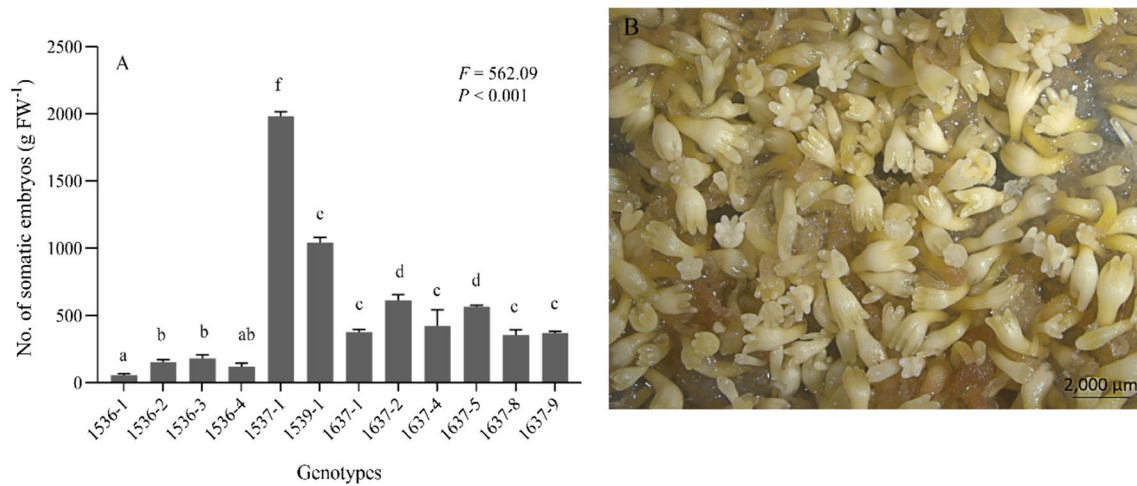 A
B
2500
2000
1500
1000
500
0
No. of somatic embryos (g FW⁻¹)
F = 562.09
P < 0.001
a
b
b
ab
f
e
c
d
c
d
c
c
1536-1
1536-2
1536-3
1536-4
1537-1
1539-1
1637-1
1637-2
1637-4
1637-5
1637-8
1637-9
Genotypes
2,000 μm